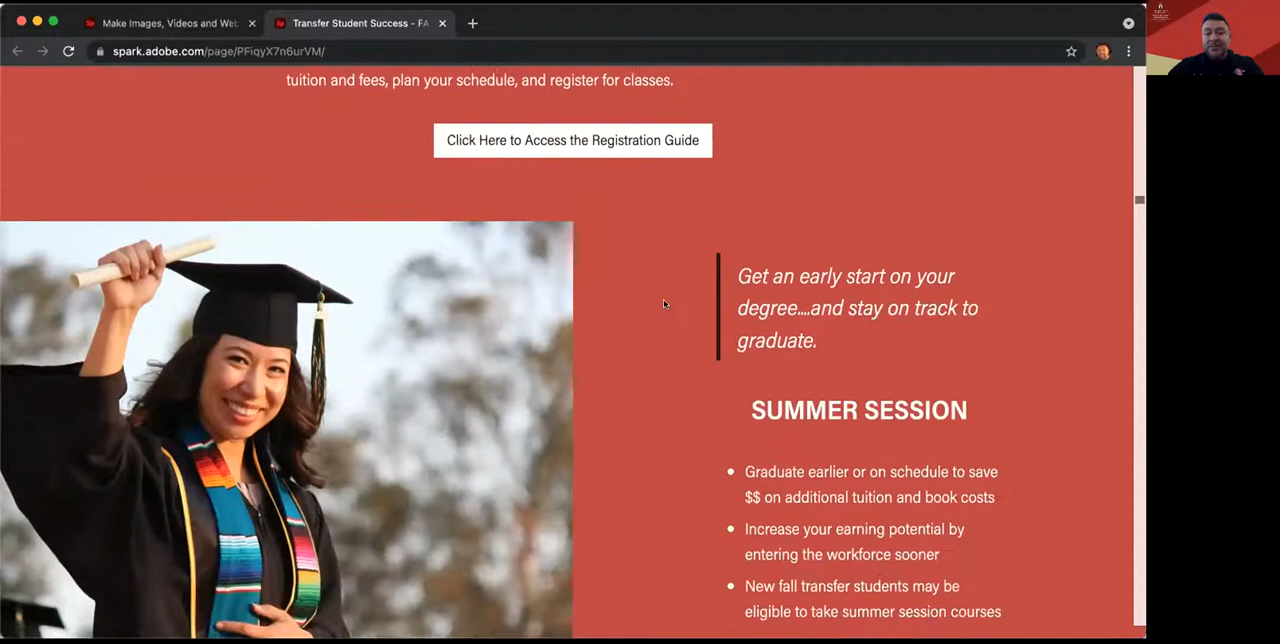 Make Images, Videos and Web
Transfer Student Success - FA
spark.adobe.com/page/PFiqyX7n6urVM/
tuition and fees, plan your schedule, and register for classes.
Click Here to Access the Registration Guide
Get an early start on your
degree....and stay on track to
graduate.
SUMMER SESSION
• Graduate earlier or on schedule to save
$$ on additional tuition and book costs
• Increase your earning potential by
entering the workforce sooner
• New fall transfer students may be
eligible to take summer session courses